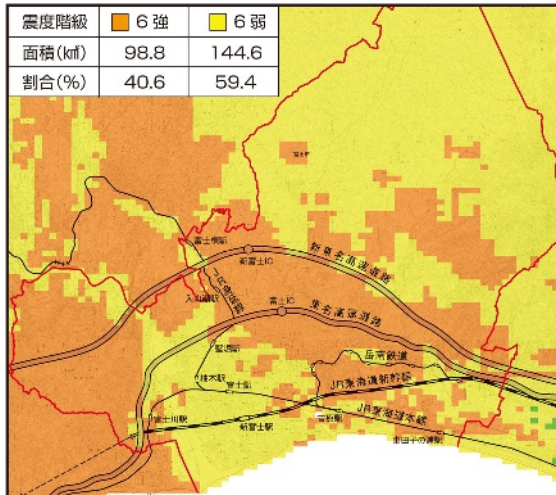 震度階級 6強 6弱
面積(㎢) 98.8 144.6
割合(%) 40.6 59.4
富士根駅
新富士IC
新東名高速道路
入山瀬駅
JR身延線
富士IC
東名高速道路
竪堀駅
岳南鉄道
柚木駅
富士駅
JR東海道新幹線
富士川駅
新富士駅
吉原駅
JR東海道本線
東田子の浦駅